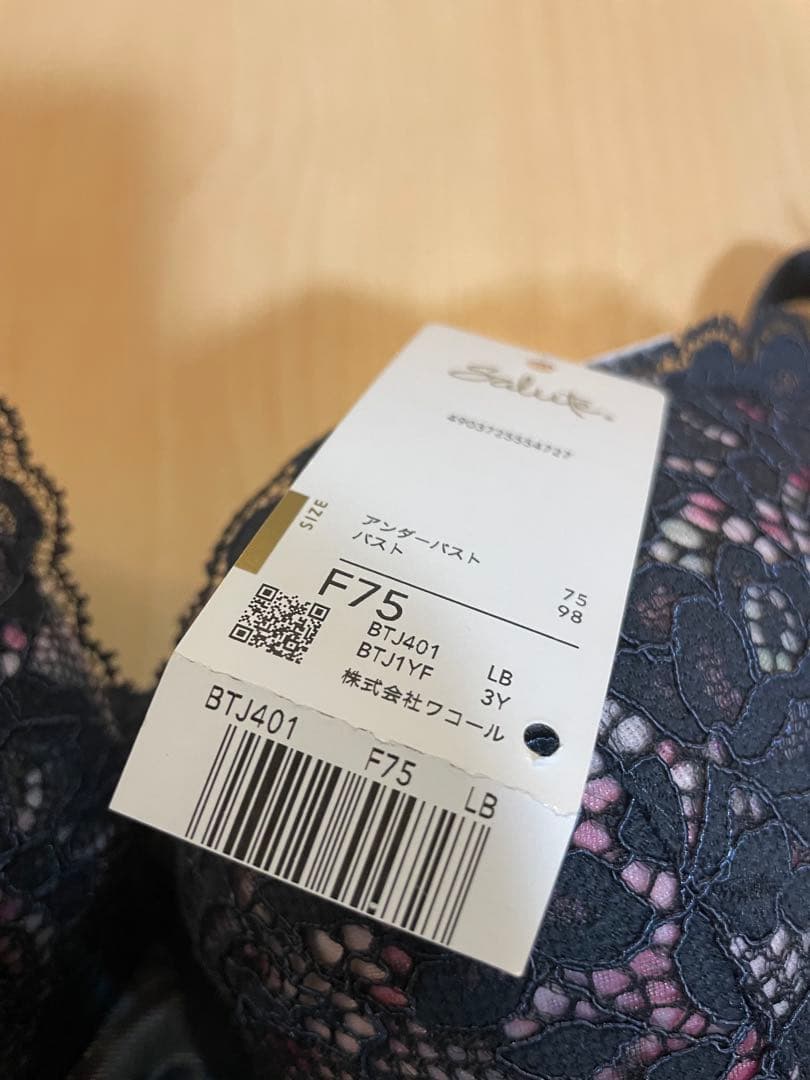 Salute
4903723334727
SIZE
アンダーバスト 75
バスト 98
F75
BTJ401 LB
BTJ1YF 3Y
株式会社ワコール
BTJ401 F75 LB